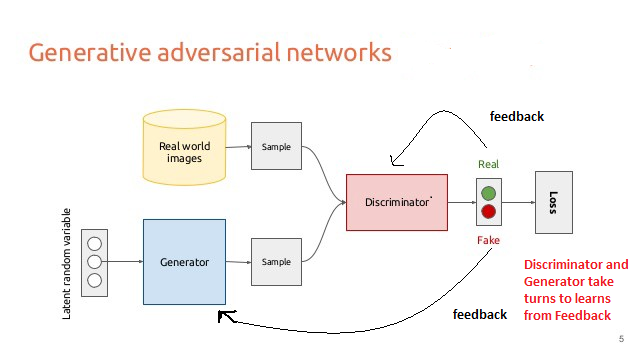 Generative adversarial networks
feedback
Real world
images
Sample
Real
Discriminator
Loss
Latent random variable
Generator
Sample
Fake
feedback
Discriminator and
Generator take
turns to learns
from Feedback
5